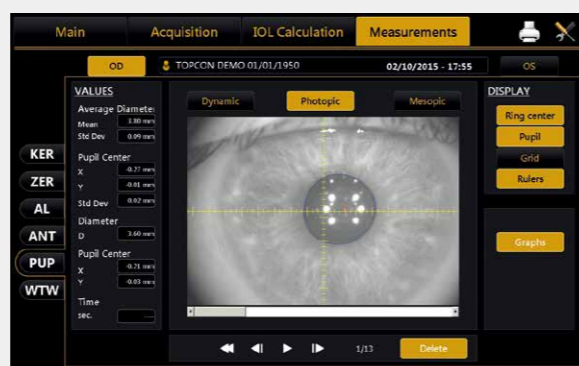 Main
Acquisition
IOL Calculation
Measurements
OD
TOPCON DEMO 01/01/1950
02/10/2015 - 17:55
OS
VALUES
Average Diameter
Mean 3.80 mm
Std Dev 0.09 mm
Pupil Center
X -0.27 mm
Y -0.01 mm
Std Dev 0.02 mm
Diameter
D 3.60 mm
Pupil Center
X -0.21 mm
Y -0.03 mm
Time
sec.
KER
ZER
AL
ANT
PUP
WTW
Dynamic
Photopic
Mesopic
DISPLAY
Ring center
Pupil
Grid
Rulers
Graphs
1/13
Delete